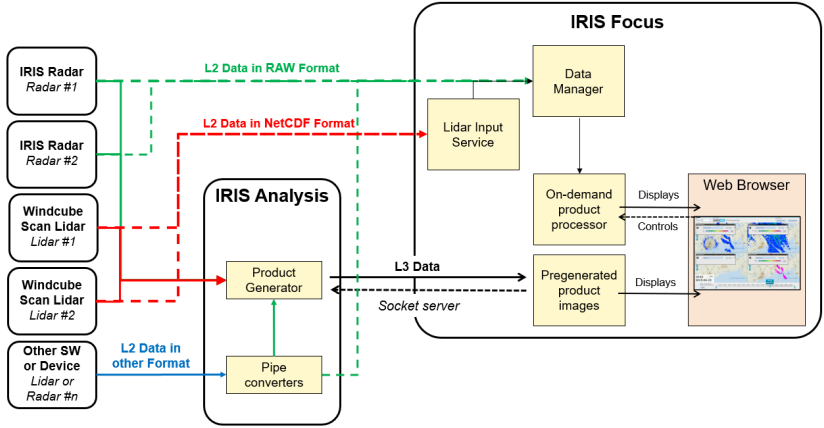 IRIS Focus
IRIS Radar
Radar #1
L2 Data in RAW Format
Data
Manager
L2 Data in NetCDF Format
Lidar Input
Service
IRIS Radar
Radar #2
IRIS Analysis
Windcube
Scan Lidar
Lidar #1
On-demand
product
processor
Displays
Controls
Web Browser
Product
Generator
L3 Data
Socket server
Pregenerated
product
images
Displays
Windcube
Scan Lidar
Lidar #2
Other SW
or Device
Lidar or
Radar #n
L2 Data in
other Format
Pipe
converters